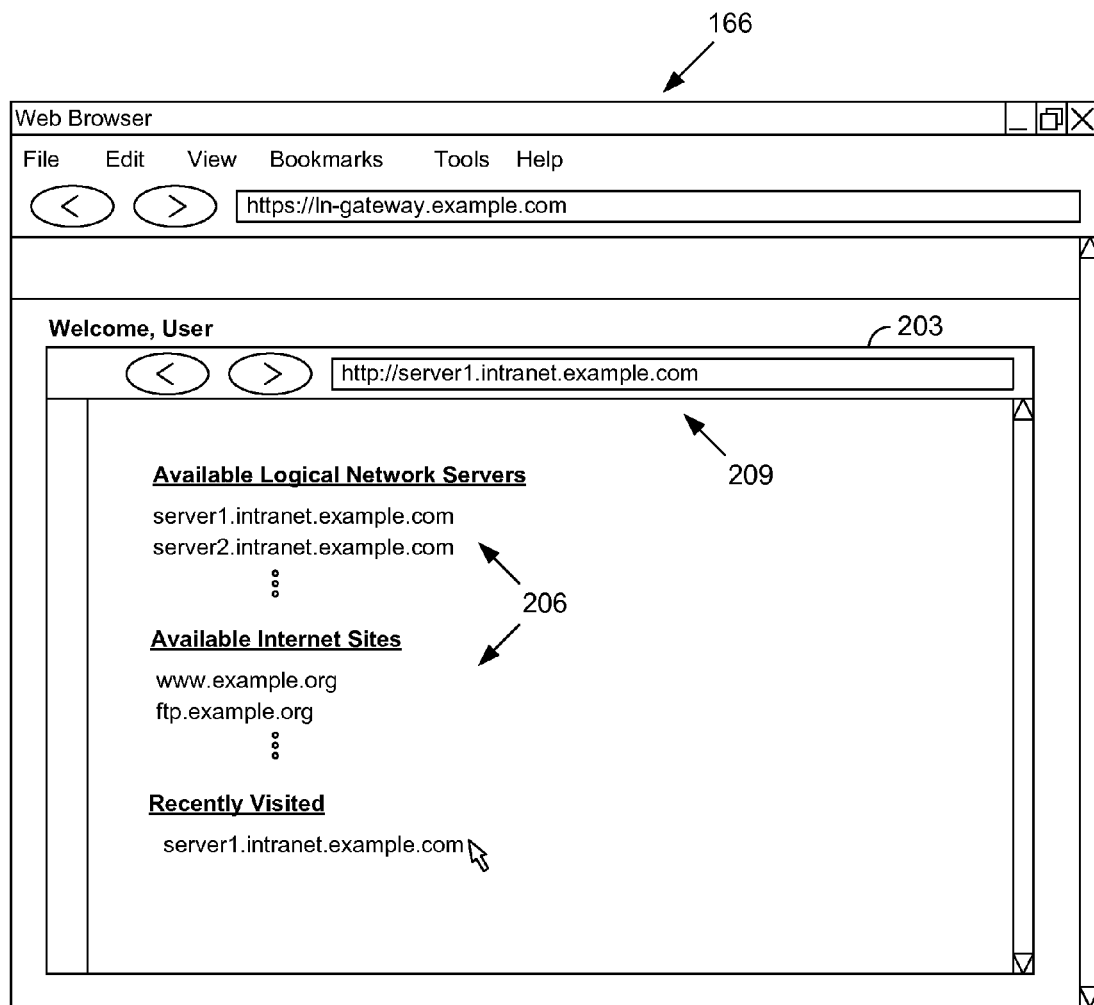 166
Web Browser
File Edit View Bookmarks Tools Help
https://ln-gateway.example.com
Welcome, User
203
http://server1.intranet.example.com
209
Available Logical Network Servers
server1.intranet.example.com
server2.intranet.example.com
206
Available Internet Sites
www.example.org
ftp.example.org
Recently Visited
server1.intranet.example.com